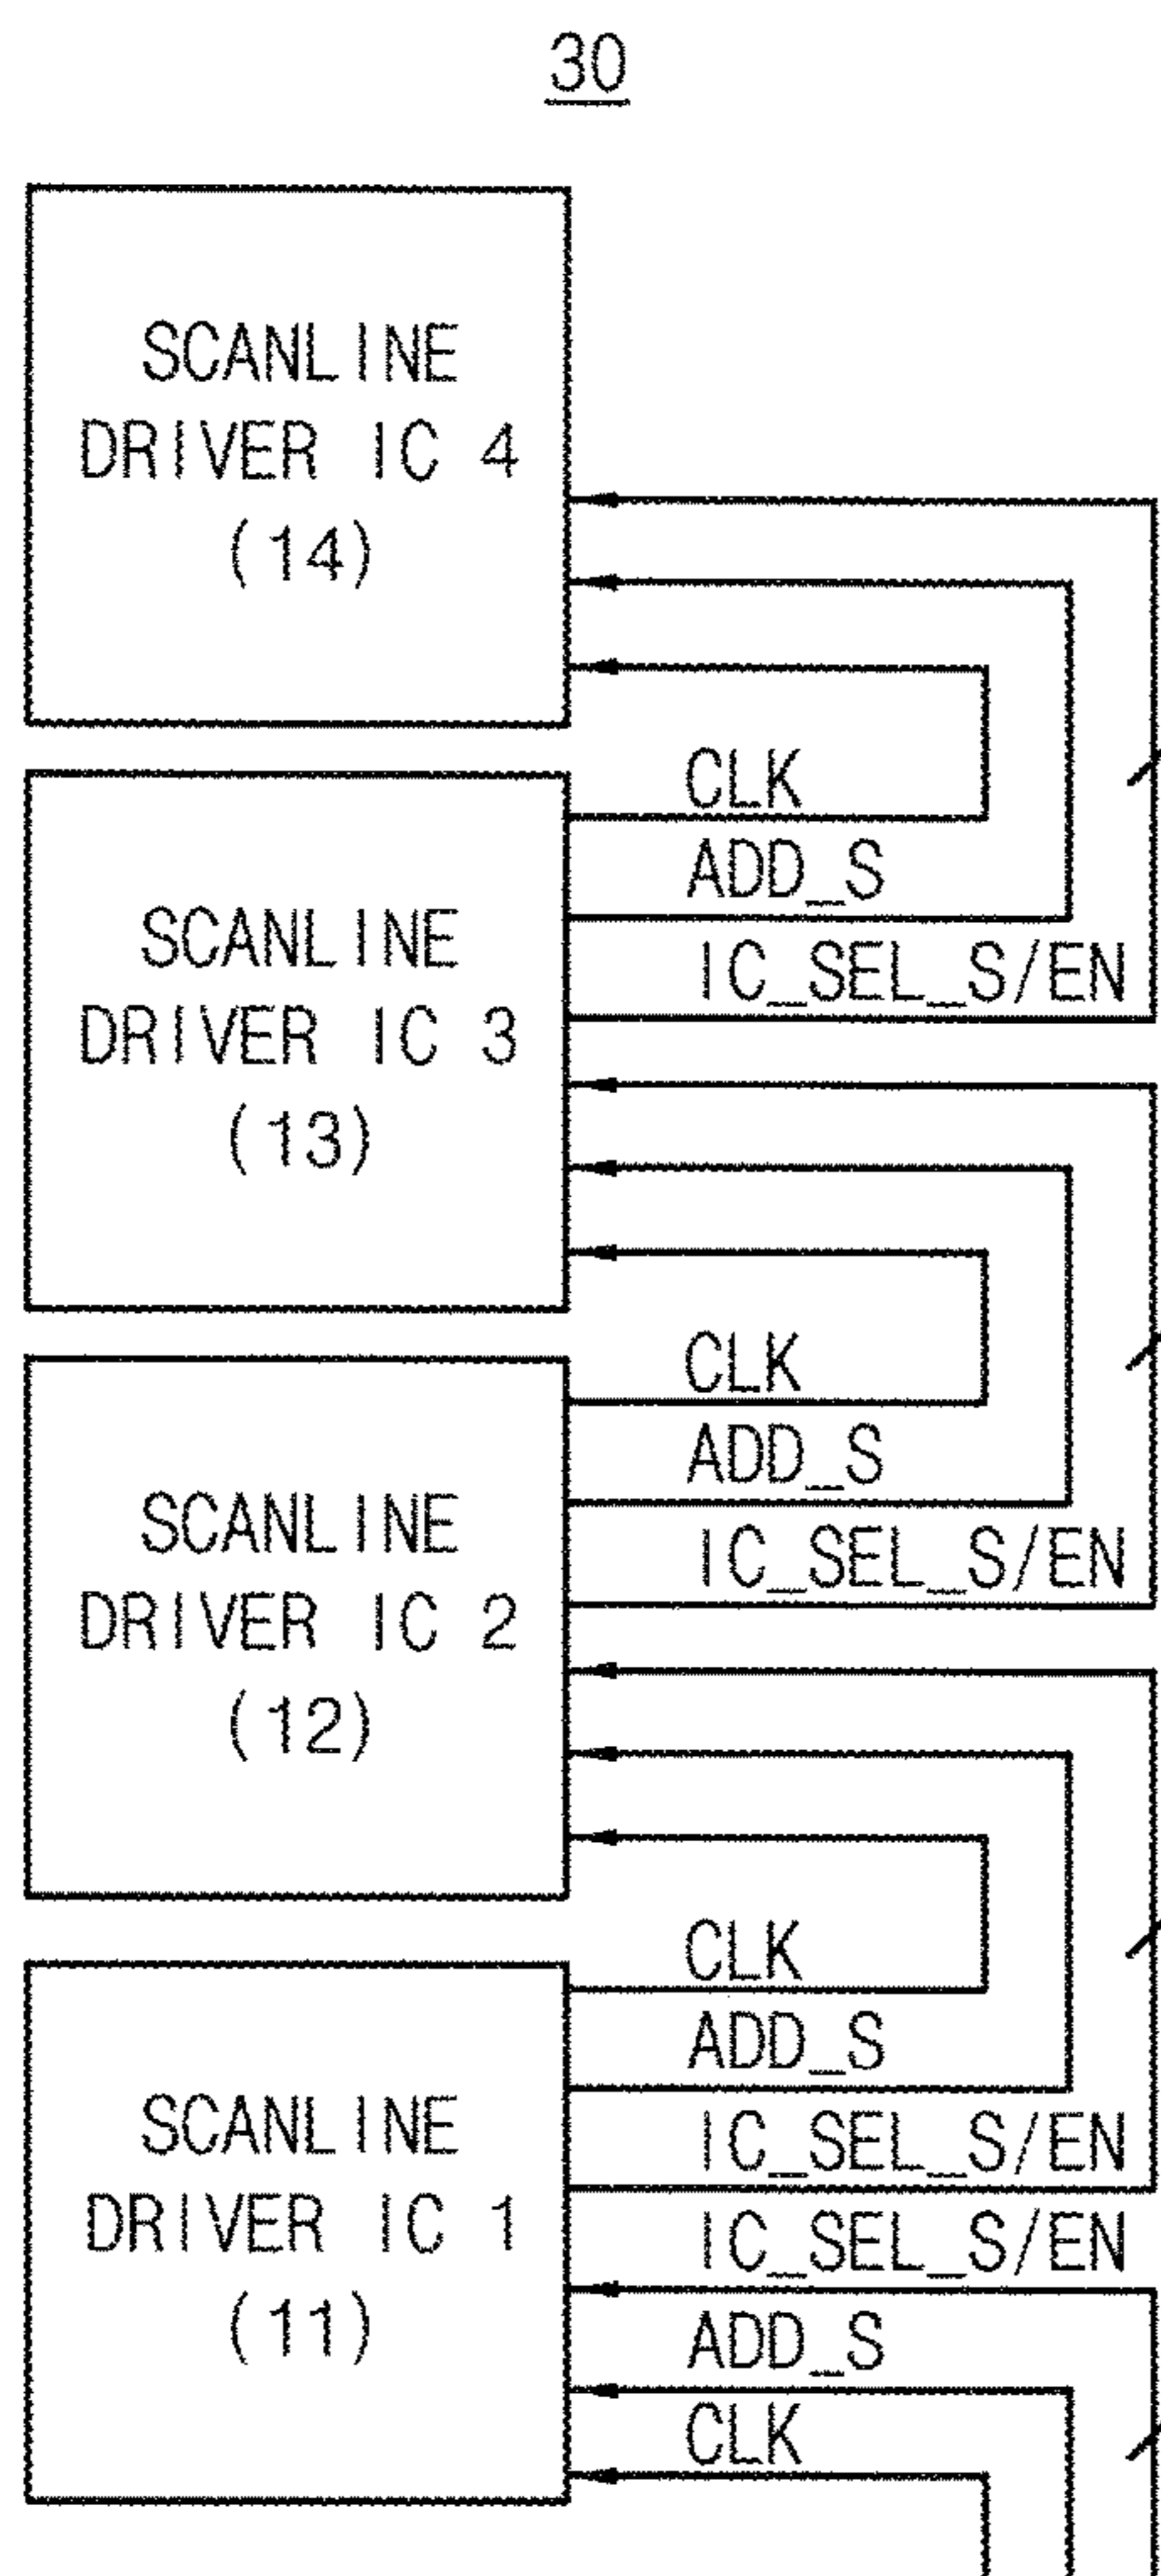 30
SCANLINE
DRIVER IC 4
(14)
CLK
ADD_S
IC_SEL_S/EN
SCANLINE
DRIVER IC 3
(13)
CLK
ADD_S
IC_SEL_S/EN
SCANLINE
DRIVER IC 2
(12)
CLK
ADD_S
IC_SEL_S/EN
SCANLINE
DRIVER IC 1
(11)
IC_SEL_S/EN
ADD_S
CLK